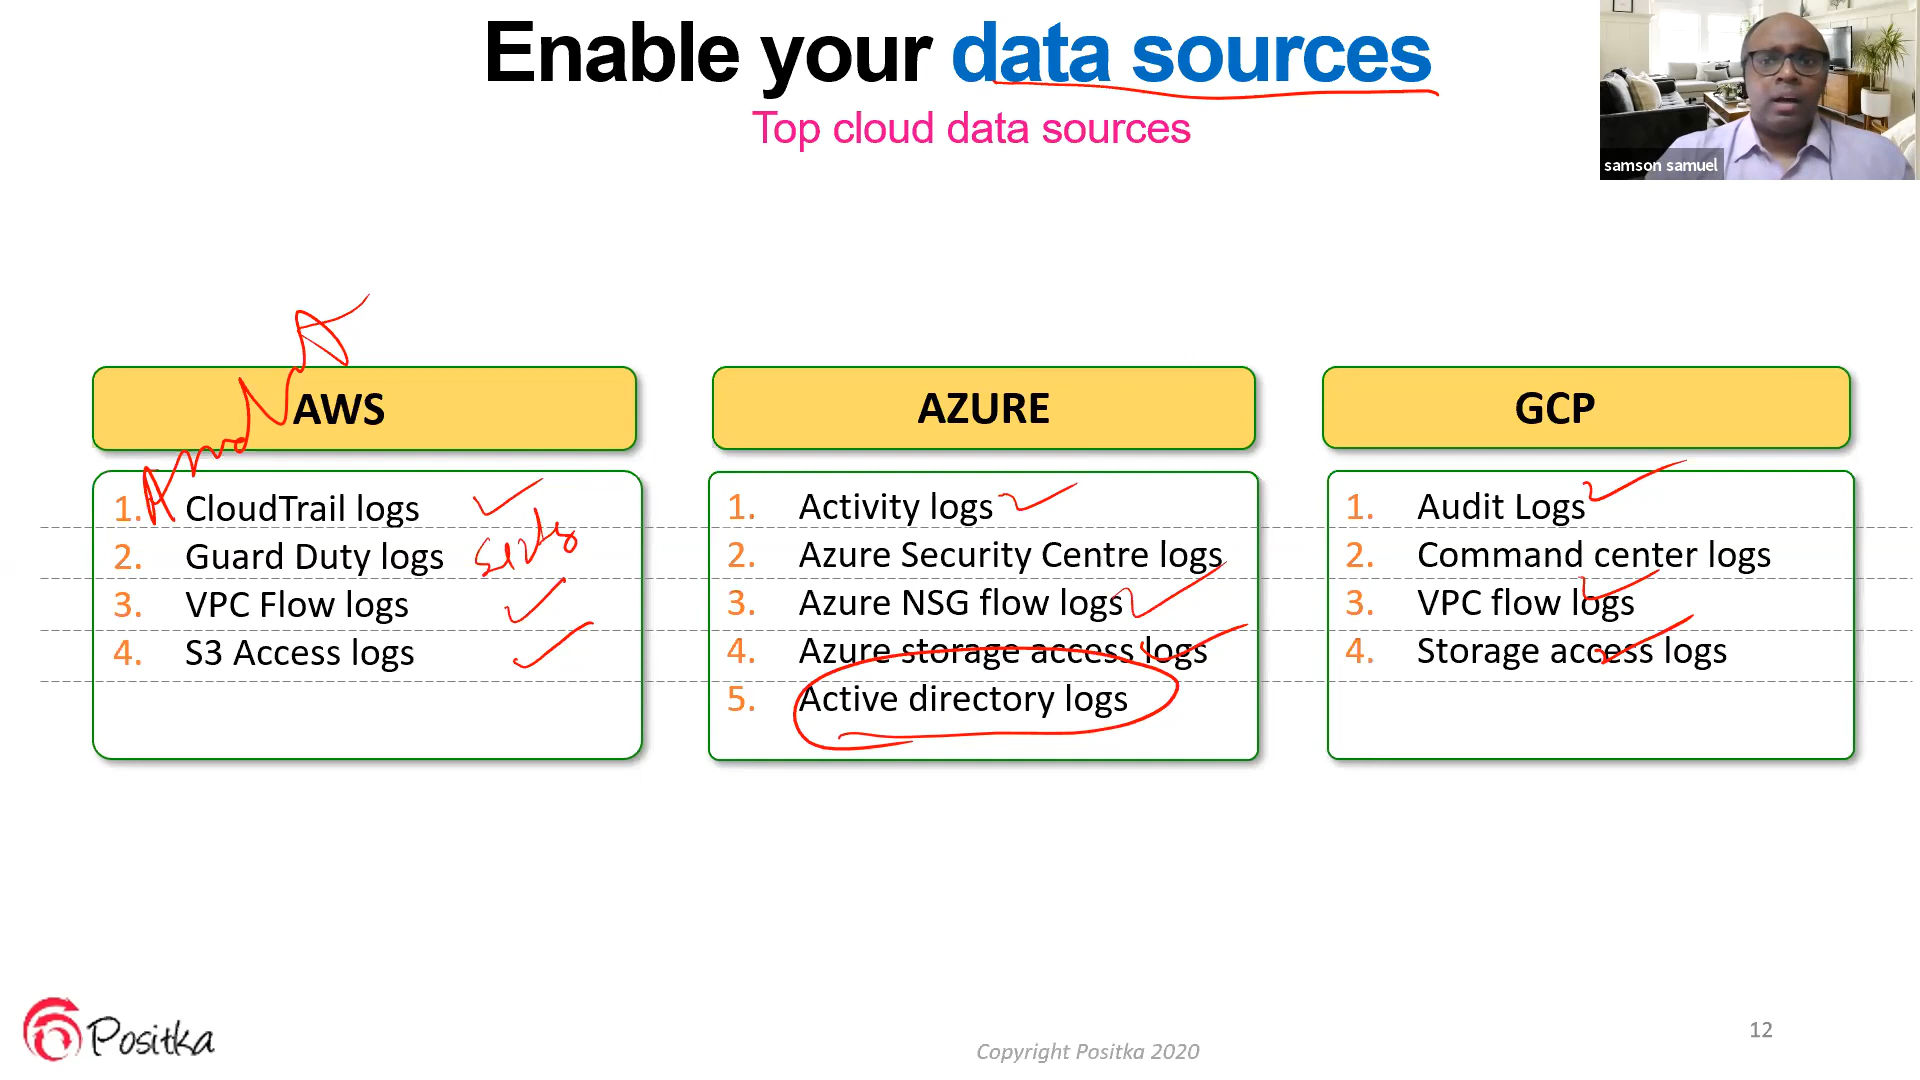 Enable your data sources
Top cloud data sources
samson samuel
AWS
1. CloudTrail logs
2. Guard Duty logs
3. VPC Flow logs
4. S3 Access logs
AZURE
1. Activity logs
2. Azure Security Centre logs
3. Azure NSG flow logs
4. Azure storage access logs
5. Active directory logs
GCP
1. Audit Logs
2. Command center logs
3. VPC flow logs
4. Storage access logs
Positka
Copyright Positka 2020
12